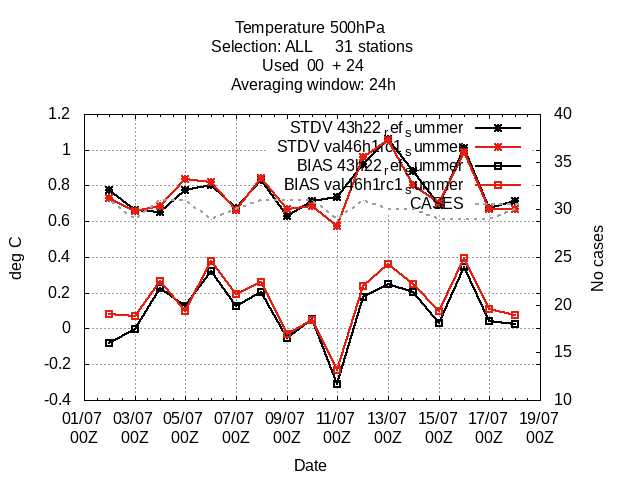 Temperature 500hPa
Selection: ALL 31 stations
Used 00 + 24
Averaging window: 24h
STDV 43h22_ref_summer
STDV val46h1rc1_summer
BIAS 43h22_ref_summer
BIAS val46h1rc1_summer
CASES
1.2
1
0.8
0.6
0.4
0.2
0
-0.2
-0.4
deg C
40
35
30
25
20
15
10
No cases
01/07 03/07 05/07 07/07 09/07 11/07 13/07 15/07 17/07 19/07
00Z 00Z 00Z 00Z 00Z 00Z 00Z 00Z 00Z 00Z
Date